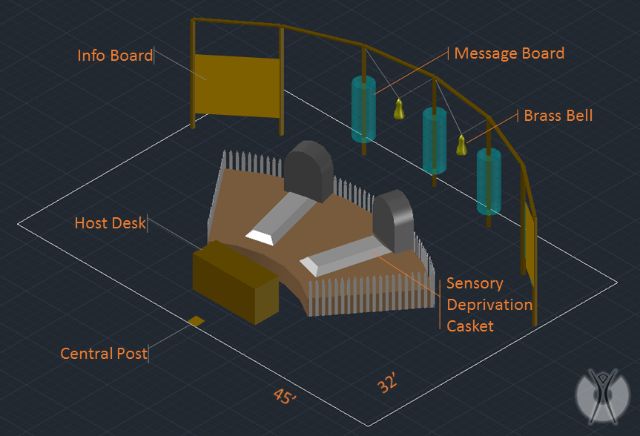 Info Board
Message Board
Brass Bell
Host Desk
Sensory
Deprivation
Casket
Central Post
45'
32'